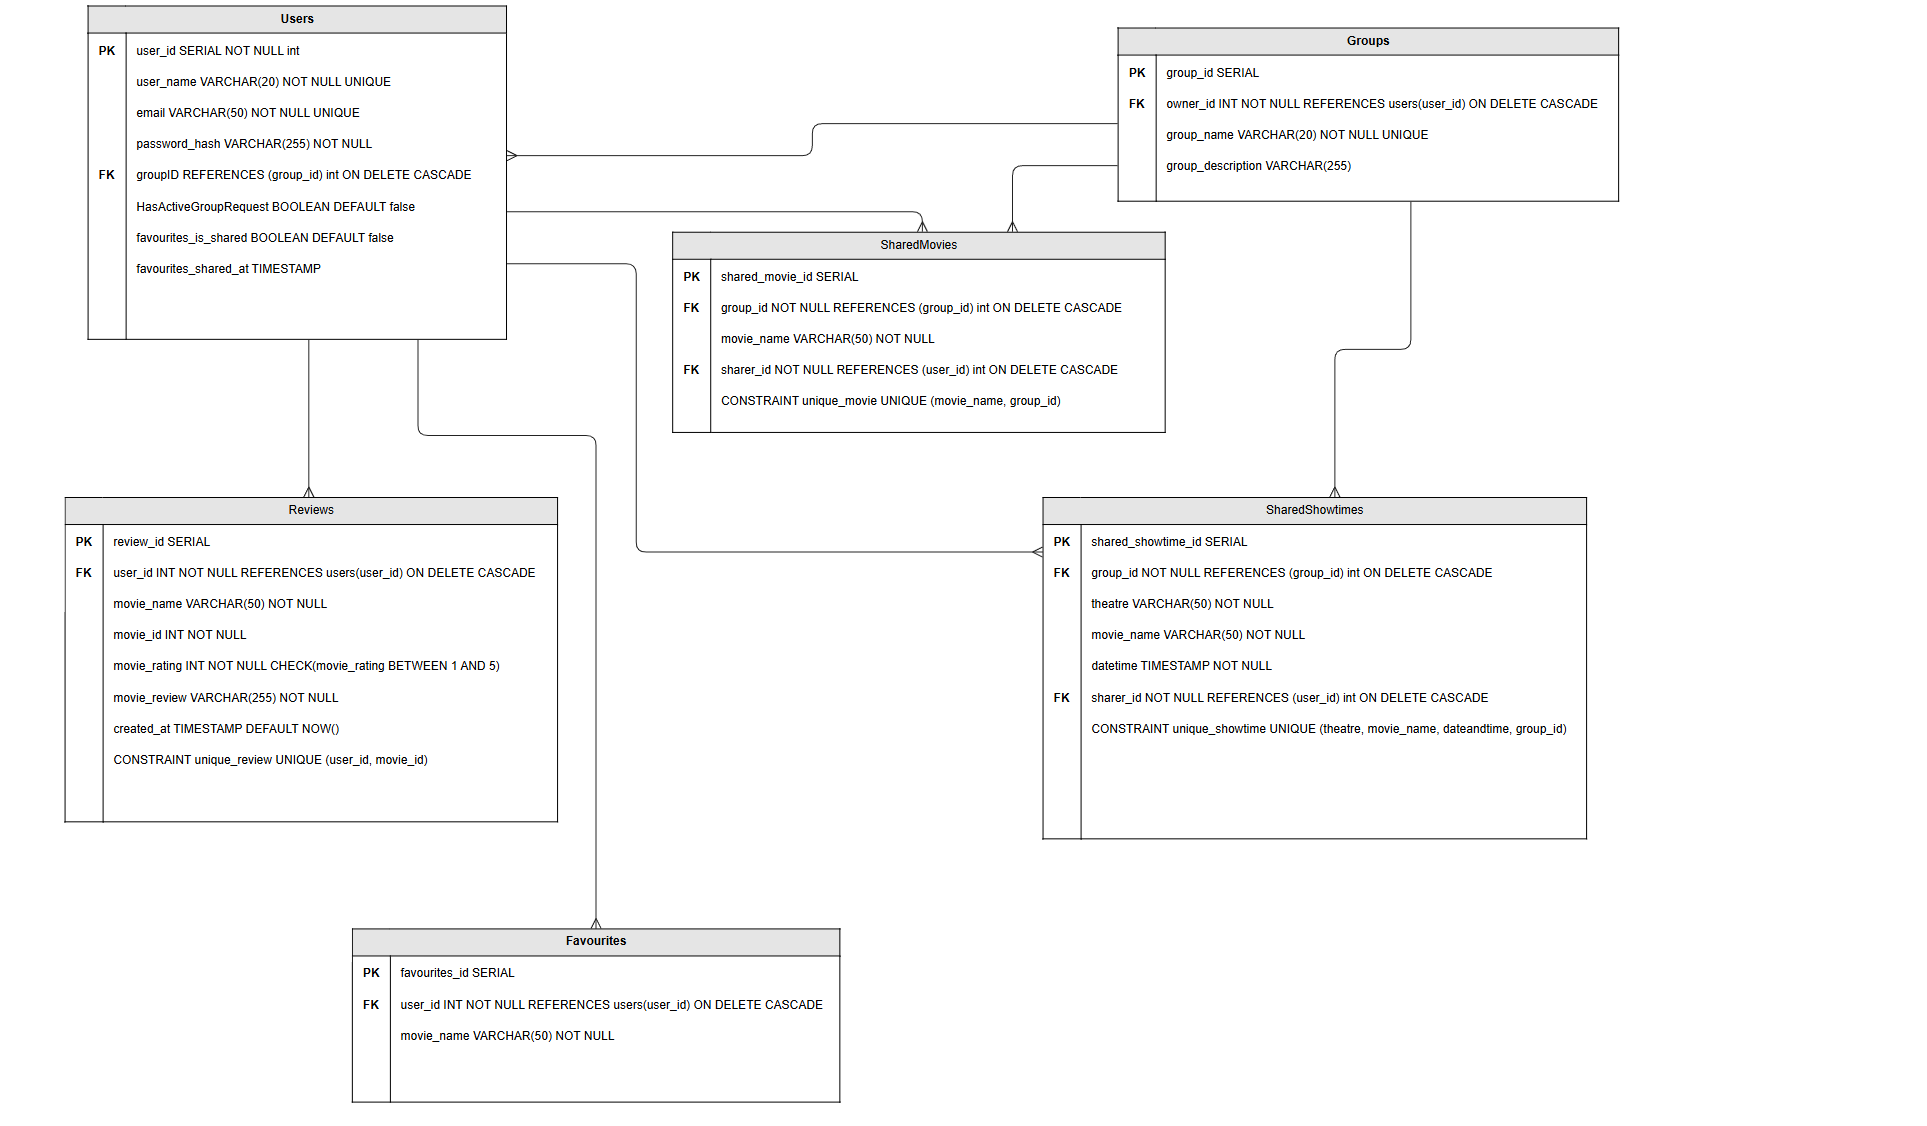 Users
PK user_id SERIAL NOT NULL int
user_name VARCHAR(20) NOT NULL UNIQUE
email VARCHAR(50) NOT NULL UNIQUE
password_hash VARCHAR(255) NOT NULL
FK groupID REFERENCES (group_id) int ON DELETE CASCADE
HasActiveGroupRequest BOOLEAN DEFAULT false
favourites_is_shared BOOLEAN DEFAULT false
favourites_shared_at TIMESTAMP
Groups
PK group_id SERIAL
FK owner_id INT NOT NULL REFERENCES users(user_id) ON DELETE CASCADE
group_name VARCHAR(20) NOT NULL UNIQUE
group_description VARCHAR(255)
SharedMovies
PK shared_movie_id SERIAL
FK group_id NOT NULL REFERENCES (group_id) int ON DELETE CASCADE
movie_name VARCHAR(50) NOT NULL
FK sharer_id NOT NULL REFERENCES (user_id) int ON DELETE CASCADE
CONSTRAINT unique_movie UNIQUE (movie_name, group_id)
Reviews
PK review_id SERIAL
FK user_id INT NOT NULL REFERENCES users(user_id) ON DELETE CASCADE
movie_name VARCHAR(50) NOT NULL
movie_id INT NOT NULL
movie_rating INT NOT NULL CHECK(movie_rating BETWEEN 1 AND 5)
movie_review VARCHAR(255) NOT NULL
created_at TIMESTAMP DEFAULT NOW()
CONSTRAINT unique_review UNIQUE (user_id, movie_id)
SharedShowtimes
PK shared_showtime_id SERIAL
FK group_id NOT NULL REFERENCES (group_id) int ON DELETE CASCADE
theatre VARCHAR(50) NOT NULL
movie_name VARCHAR(50) NOT NULL
datetime TIMESTAMP NOT NULL
FK sharer_id NOT NULL REFERENCES (user_id) int ON DELETE CASCADE
CONSTRAINT unique_showtime UNIQUE (theatre, movie_name, dateandtime, group_id)
Favourites
PK favourites_id SERIAL
FK user_id INT NOT NULL REFERENCES users(user_id) ON DELETE CASCADE
movie_name VARCHAR(50) NOT NULL